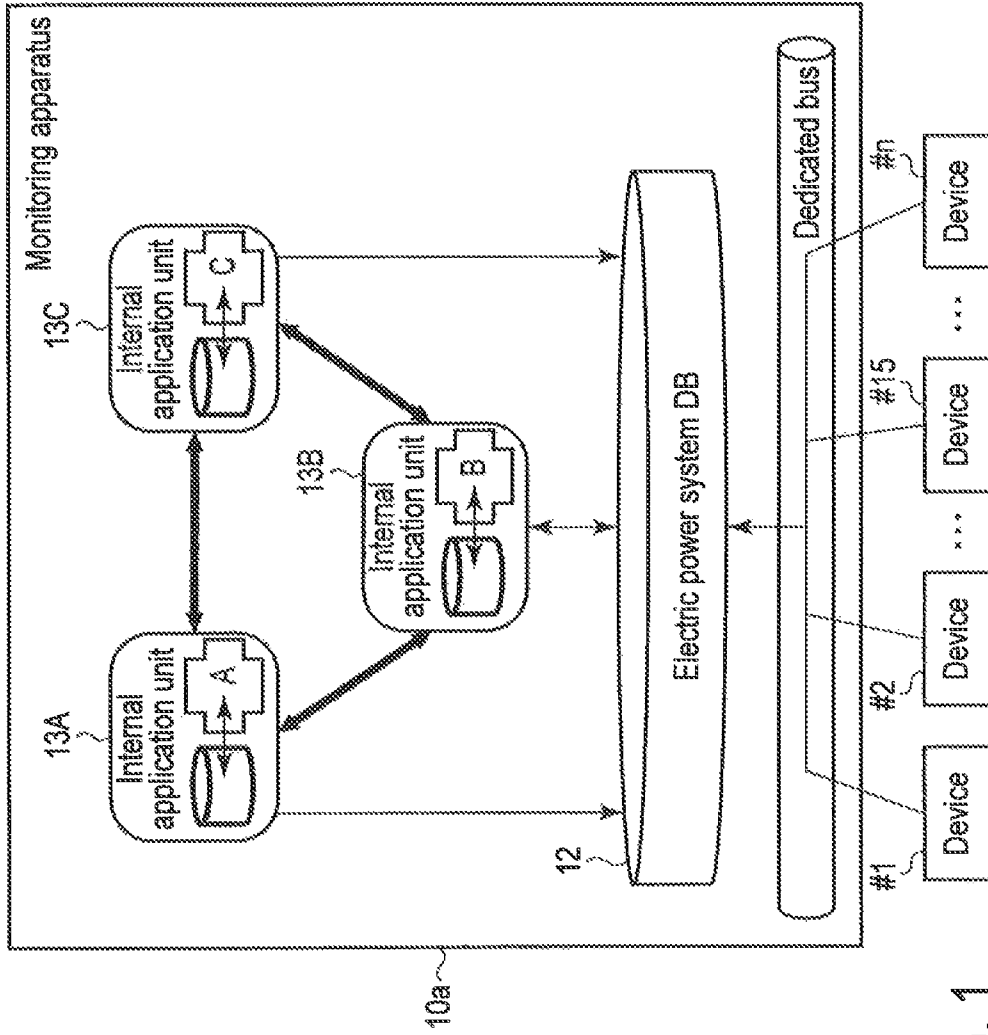 Monitoring apparatus
13A
Internal
application unit
A
13C
Internal
application unit
C
13B
Internal
application unit
B
12
Electric power system DB
Dedicated bus
10a
#1
Device
#2
Device
...
#15
Device
...
#n
Device
. 1